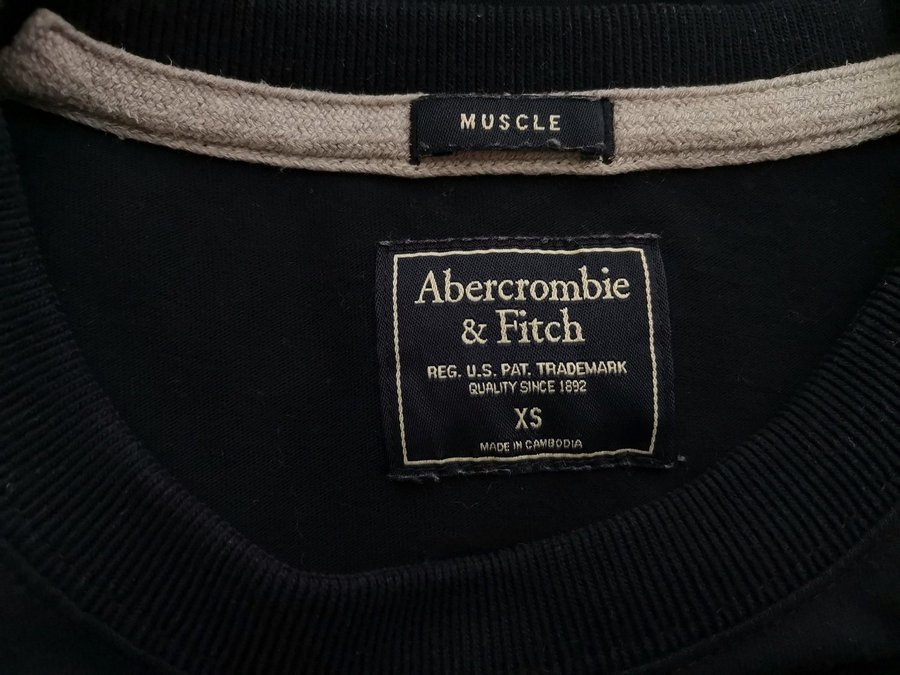 MUSCLE
Abercrombie
& Fitch
REG. U.S. PAT. TRADEMARK
QUALITY SINCE 1892
XS
MADE IN CAMBODIA